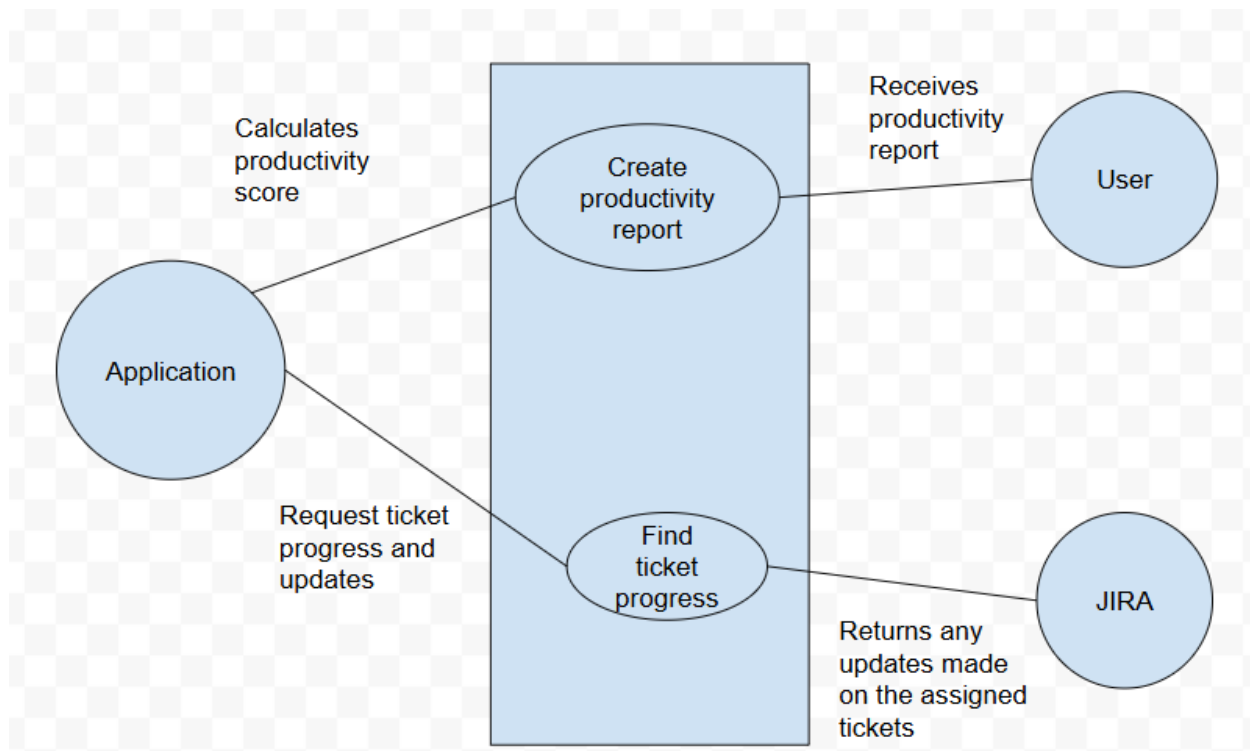 Calculates
productivity
score
Create
productivity
report
Receives
productivity
report
User
Application
Request ticket
progress and
updates
Find
ticket
progress
JIRA
Returns any
updates made
on the assigned
tickets